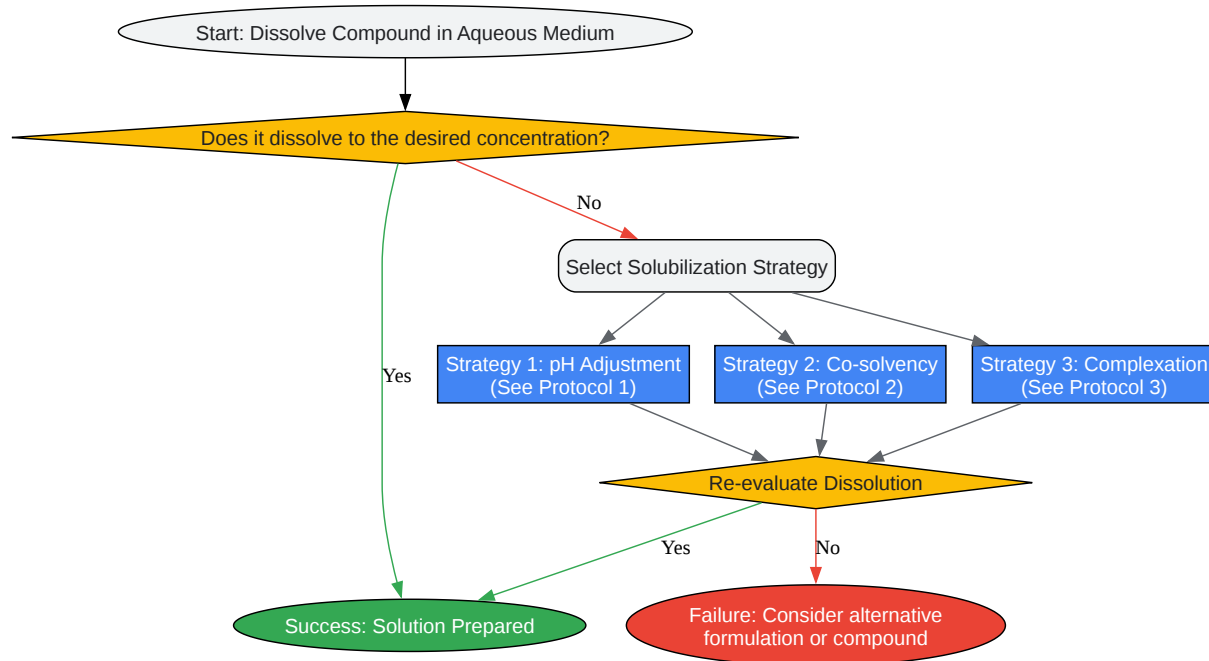 Start: Dissolve Compound in Aqueous Medium
Does it dissolve to the desired concentration?
No
Select Solubilization Strategy
Yes
Strategy 1: pH Adjustment
(See Protocol 1)
Strategy 2: Co-solvency
(See Protocol 2)
Strategy 3: Complexation
(See Protocol 3)
Re-evaluate Dissolution
Yes
No
Success: Solution Prepared
Failure: Consider alternative
formulation or compound